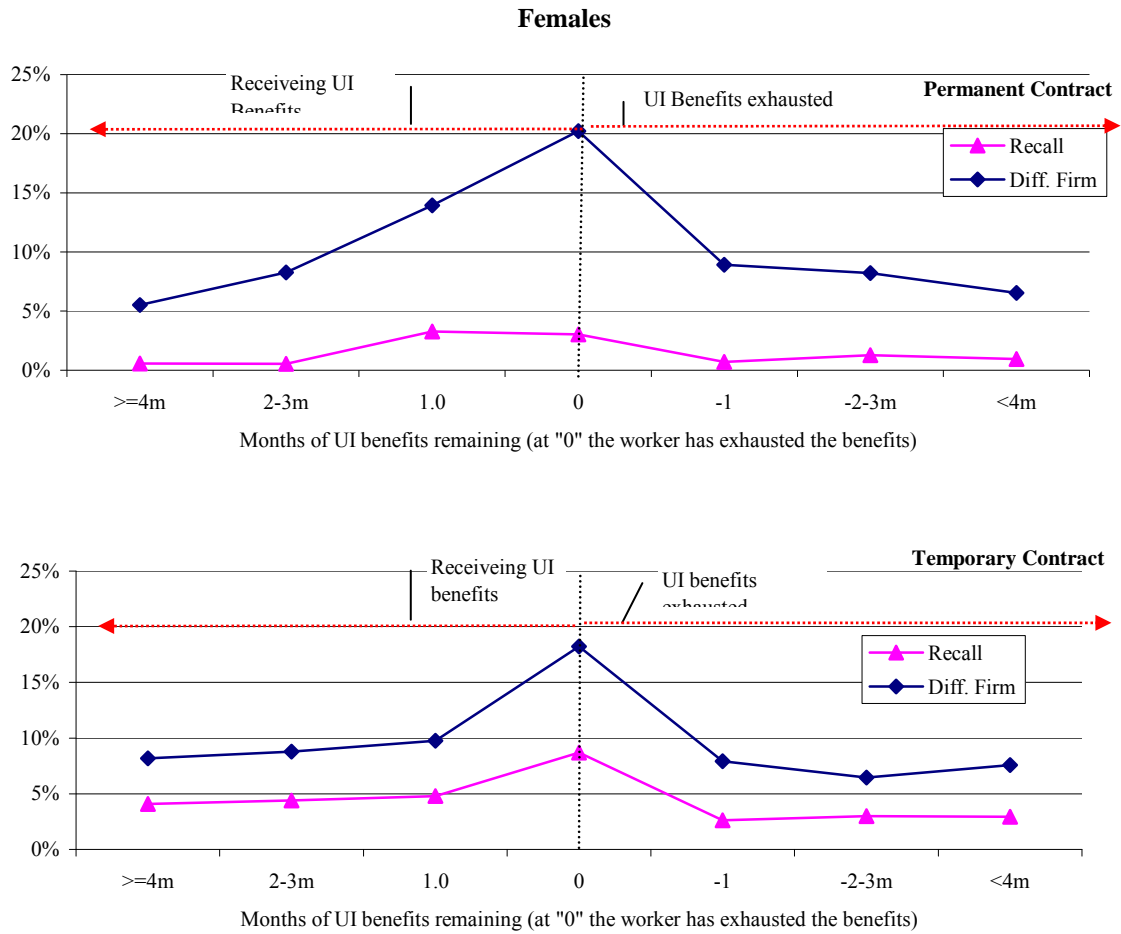 Females
25%
20%
15%
10%
5%
0%
Receiveing UI
Benefits
UI Benefits exhausted
Permanent Contract
Recall
Diff. Firm
>=4m 2-3m 1.0 0 -1 -2-3m <4m
Months of UI benefits remaining (at "0" the worker has exhausted the benefits)
25%
20%
15%
10%
5%
0%
Receiveing UI
benefits
UI benefits
exhausted
Temporary Contract
Recall
Diff. Firm
>=4m 2-3m 1.0 0 -1 -2-3m <4m
Months of UI benefits remaining (at "0" the worker has exhausted the benefits)